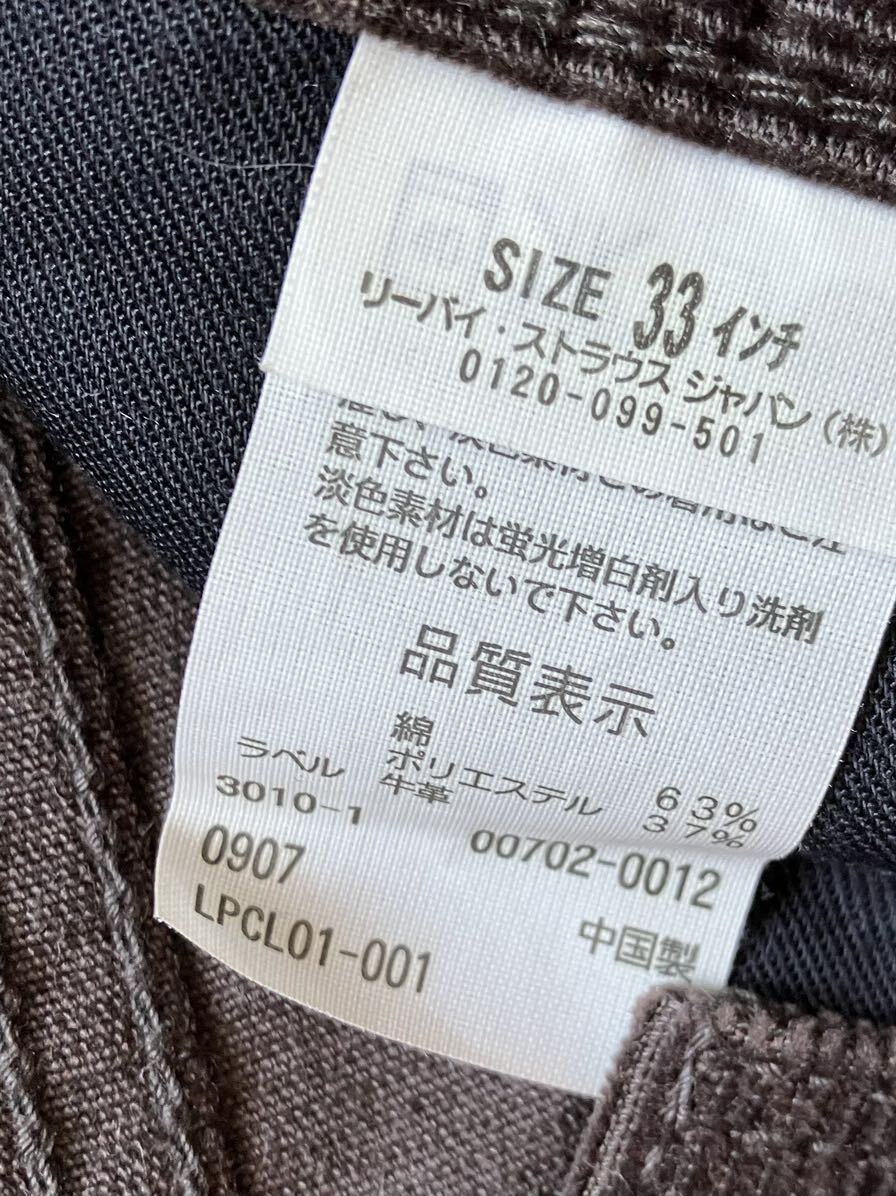 SIZE 33インチ
リーバイ・ストラウス ジャパン(株)
0120-099-501
意下さい。
淡色素材は蛍光増白剤入り洗剤
を使用しないで下さい。
品質表示
綿 63%
ポリエステル 37%
ラベル 牛革
3010-1 00702-0012
0907
LPCL01-001 中国製